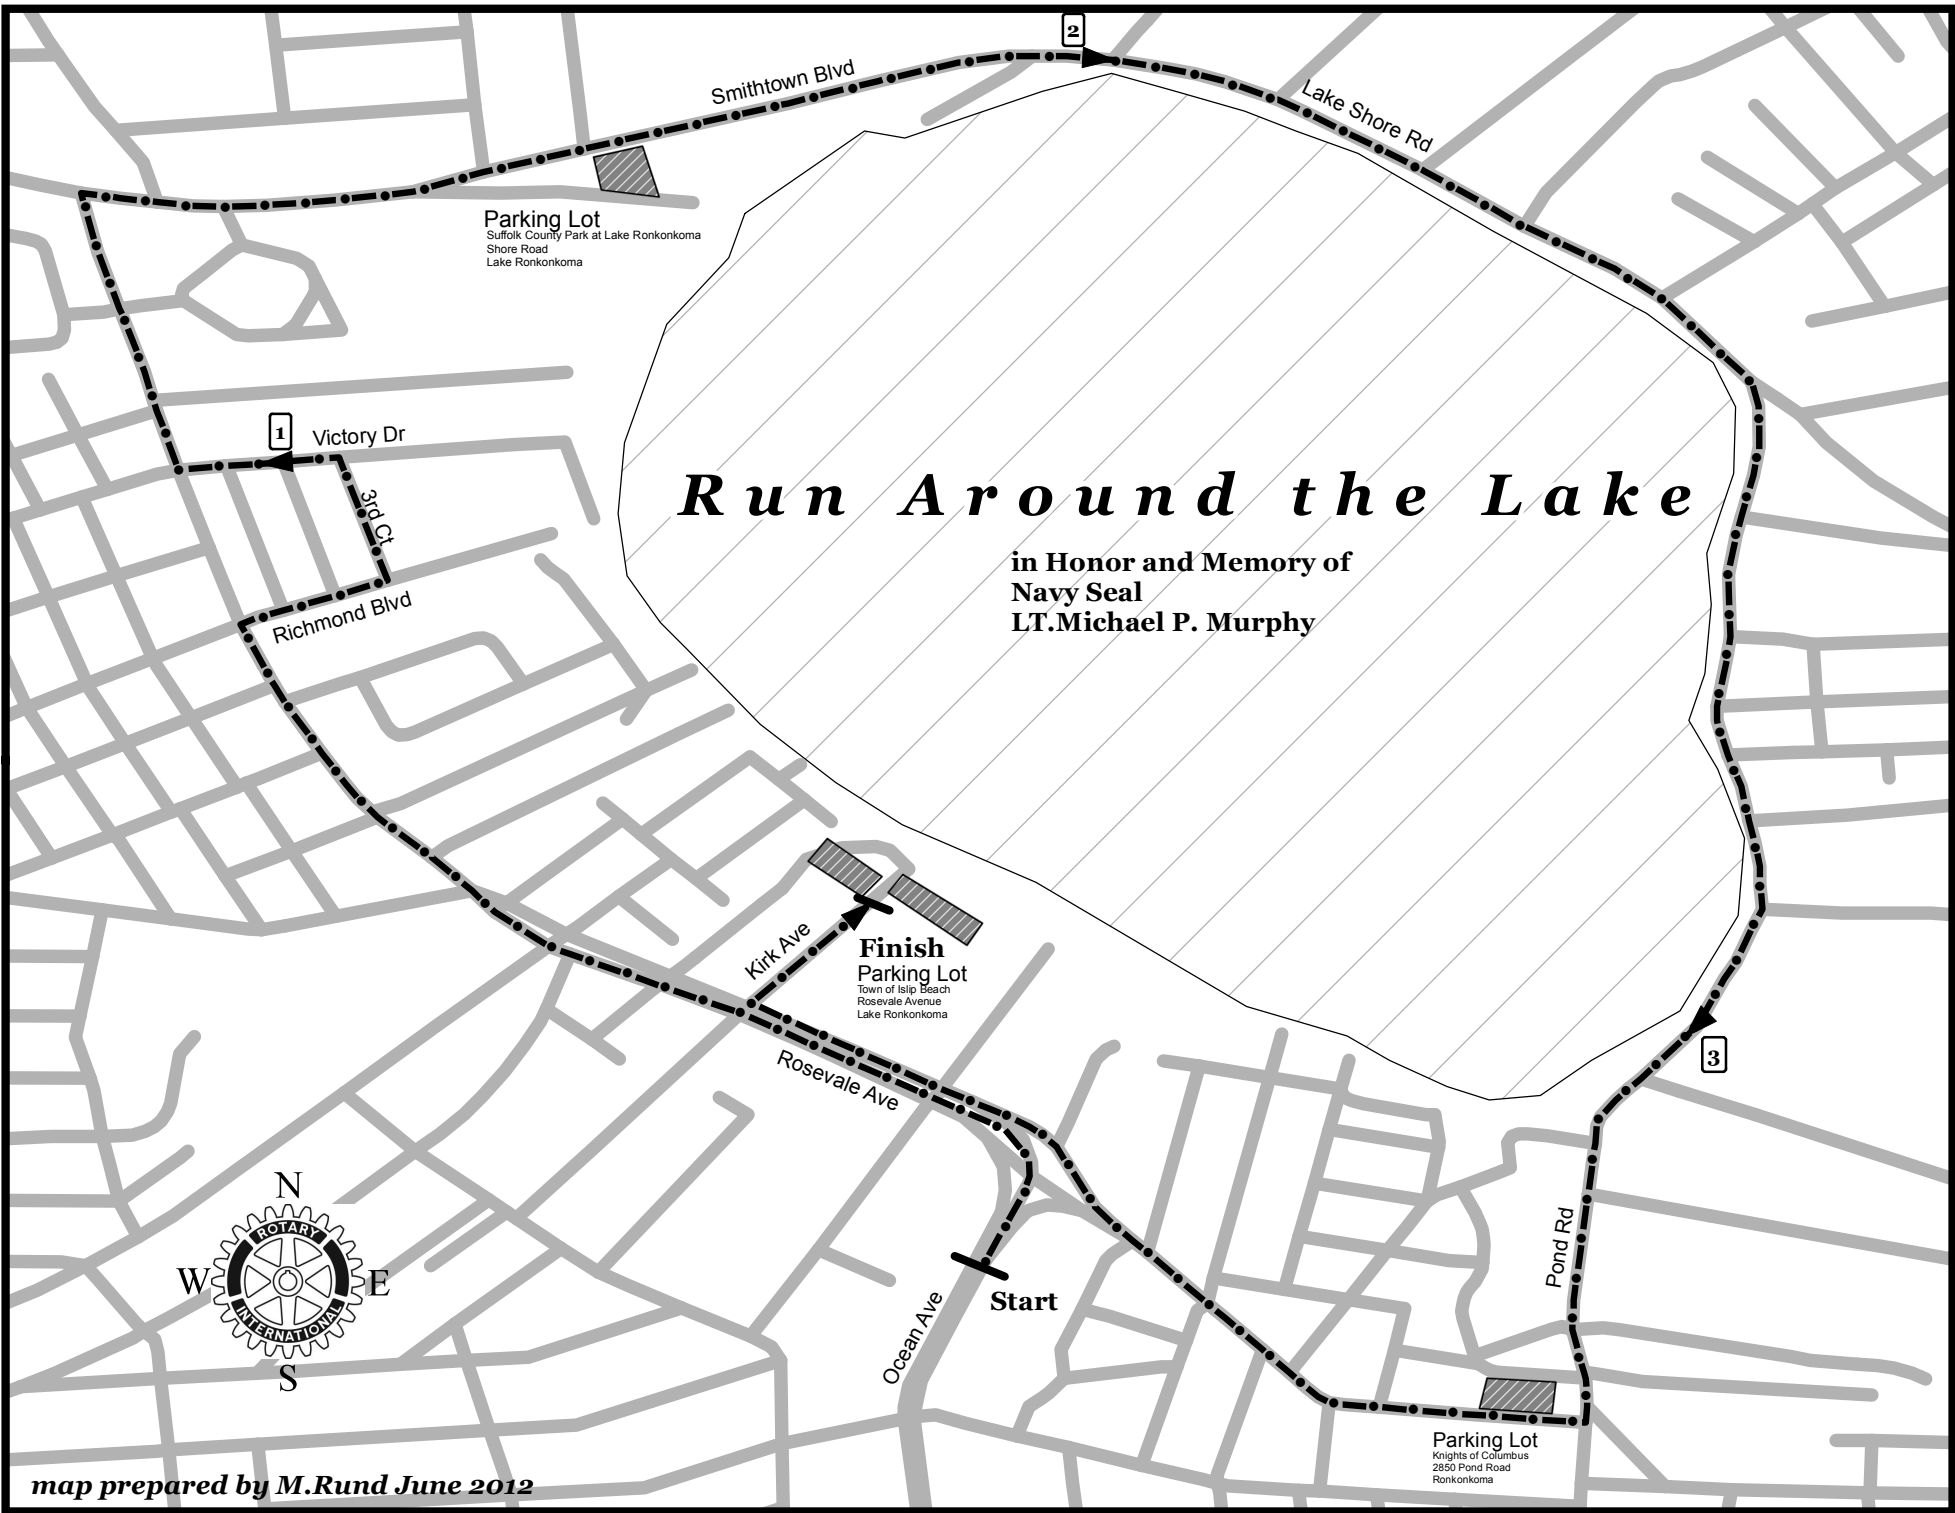 2
Smithtown Blvd
Lake Shore Rd
Parking Lot
Suffolk County Park at Lake Ronkonkoma
Shore Road
Lake Ronkonkoma
1
Victory Dr
3rd Ct
Richmond Blvd
Run Around the Lake
in Honor and Memory of
Navy Seal
LT.Michael P. Murphy
Kirk Ave
Finish
Parking Lot
Town of Islip Beach
Rosevale Avenue
Lake Ronkonkoma
Rosevale Ave
3
Pond Rd
Start
Ocean Ave
N
W
E
S
ROTARY
INTERNATIONAL
Parking Lot
Knights of Columbus
2850 Pond Road
Ronkonkoma
map prepared by M.Rund June 2012